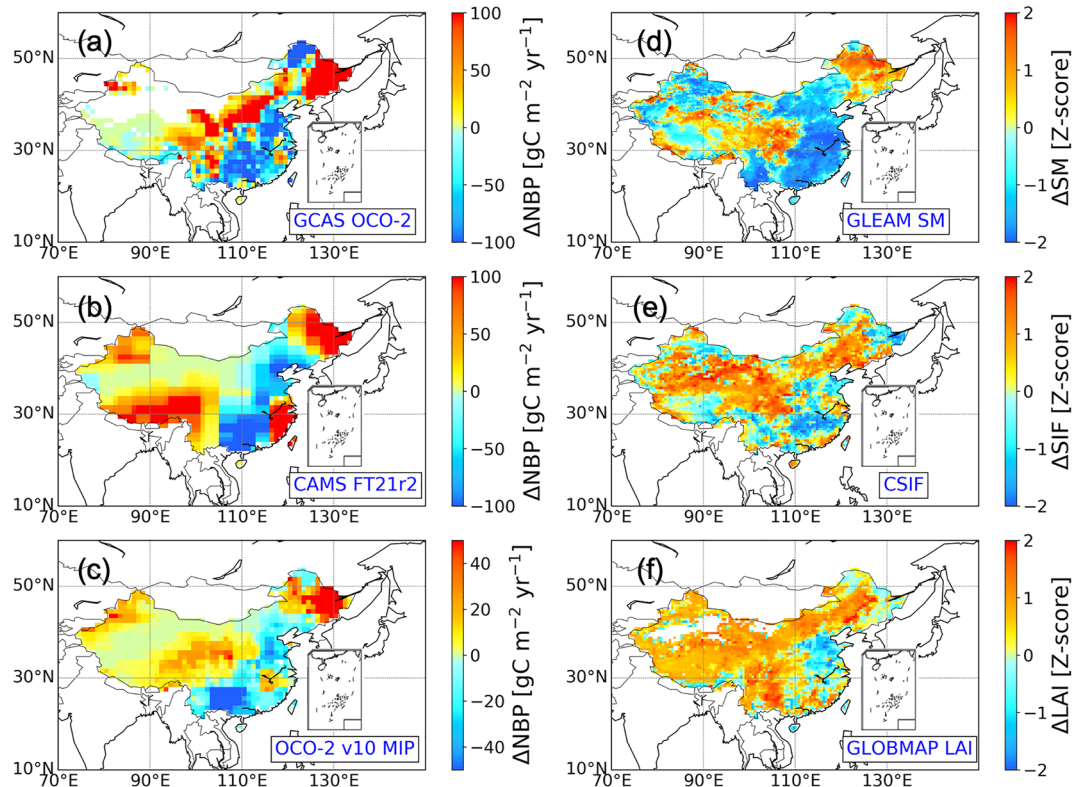 (a)
50°N
30°N
10°N
70°E
90°E
110°E
130°E
GCAS OCO-2
100
50
0
−50
−100
ΔNBP [gC m⁻² yr⁻¹]
(d)
50°N
30°N
10°N
70°E
90°E
110°E
130°E
GLEAM SM
2
1
0
−1
−2
ΔSM [Z-score]
(b)
50°N
30°N
10°N
70°E
90°E
110°E
130°E
CAMS FT21r2
100
50
0
−50
−100
ΔNBP [gC m⁻² yr⁻¹]
(e)
50°N
30°N
10°N
70°E
90°E
110°E
130°E
CSIF
2
1
0
−1
−2
ΔSIF [Z-score]
(c)
50°N
30°N
10°N
70°E
90°E
110°E
130°E
OCO-2 v10 MIP
40
20
0
−20
−40
ΔNBP [gC m⁻² yr⁻¹]
(f)
50°N
30°N
10°N
70°E
90°E
110°E
130°E
GLOBMAP LAI
2
1
0
−1
−2
ΔLAI [Z-score]